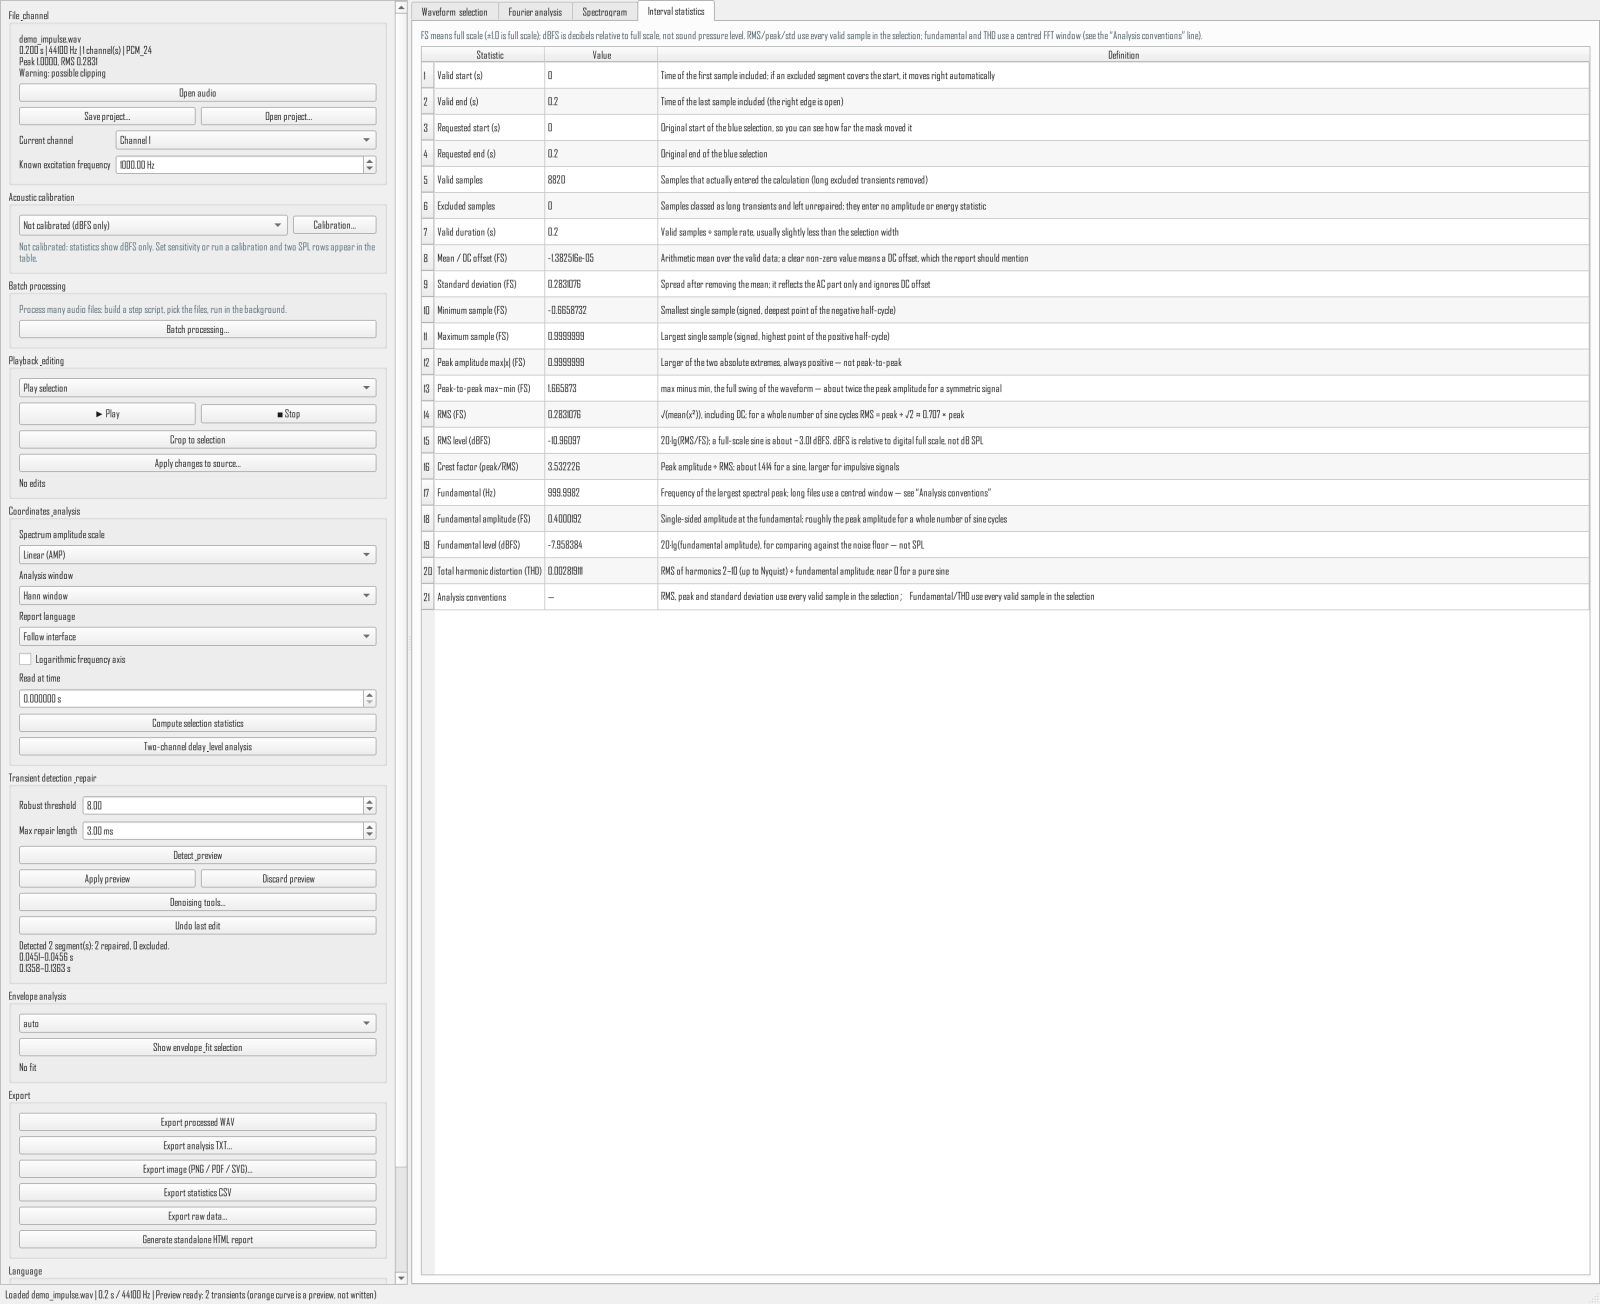 File_channel
demo_impulse.wav
0.200 s | 44100 Hz | 1 channel(s) | PCM_24
Peak 1.0000, RMS 0.2831
Warning: possible clipping
Open audio
Save project...
Open project...
Current channel
Channel 1
Known excitation frequency
1000.00 Hz
Acoustic calibration
Not calibrated (dBFS only)
Calibration...
Not calibrated: statistics show dBFS only. Set sensitivity or run a calibration and two SPL rows appear in the
table.
Batch processing
Process many audio files: build a step script, pick the files, run in the background.
Batch processing...
Playback_editing
Play selection
▶ Play
■ Stop
Crop to selection
Apply changes to source...
No edits
Coordinates_analysis
Spectrum amplitude scale
Linear (AMP)
Analysis window
Hann window
Report language
Follow interface
Logarithmic frequency axis
Read at time
0.000000 s
Compute selection statistics
Two-channel delay_level analysis
Transient detection_repair
Robust threshold
8.00
Max repair length
3.00 ms
Detect_preview
Apply preview
Discard preview
Denoising tools...
Undo last edit
Detected 2 segment(s): 2 repaired, 0 excluded.
0.0451–0.0456 s
0.1358–0.1363 s
Envelope analysis
auto
Show envelope_fit selection
No fit
Export
Export processed WAV
Export analysis TXT...
Export image (PNG / PDF / SVG)...
Export statistics CSV
Export raw data...
Generate standalone HTML report
Language
Waveform selection
Fourier analysis
Spectrogram
Interval statistics
FS means full scale (±1.0 is full scale); dBFS is decibels relative to full scale, not sound pressure level. RMS/peak/std use every valid sample in the selection; fundamental and THD use a centred FFT window (see the "Analysis conventions" line).
Statistic Value Definition
1 Valid start (s) 0 Time of the first sample included; if an excluded segment covers the start, it moves right automatically
2 Valid end (s) 0.2 Time of the last sample included (the right edge is open)
3 Requested start (s) 0 Original start of the blue selection, so you can see how far the mask moved it
4 Requested end (s) 0.2 Original end of the blue selection
5 Valid samples 8820 Samples that actually entered the calculation (long excluded transients removed)
6 Excluded samples 0 Samples classed as long transients and left unrepaired; they enter no amplitude or energy statistic
7 Valid duration (s) 0.2 Valid samples ÷ sample rate, usually slightly less than the selection width
8 Mean / DC offset (FS) -1.382516e-05 Arithmetic mean over the valid data; a clear non-zero value means a DC offset, which the report should mention
9 Standard deviation (FS) 0.2831076 Spread after removing the mean; it reflects the AC part only and ignores DC offset
10 Minimum sample (FS) -0.6658732 Smallest single sample (signed, deepest point of the negative half-cycle)
11 Maximum sample (FS) 0.9999999 Largest single sample (signed, highest point of the positive half-cycle)
12 Peak amplitude max|x| (FS) 0.9999999 Larger of the two absolute extremes, always positive — not peak-to-peak
13 Peak-to-peak max−min (FS) 1.665873 max minus min, the full swing of the waveform — about twice the peak amplitude for a symmetric signal
14 RMS (FS) 0.2831076 √(mean(x²)), including DC; for a whole number of sine cycles RMS = peak ÷ √2 ≈ 0.707 × peak
15 RMS level (dBFS) -10.96097 20·lg(RMS/FS); a full-scale sine is about −3.01 dBFS. dBFS is relative to digital full scale, not dB SPL
16 Crest factor (peak/RMS) 3.532226 Peak amplitude ÷ RMS; about 1.414 for a sine, larger for impulsive signals
17 Fundamental (Hz) 999.9982 Frequency of the largest spectral peak; long files use a centred window — see "Analysis conventions"
18 Fundamental amplitude (FS) 0.4000192 Single-sided amplitude at the fundamental; roughly the peak amplitude for a whole number of sine cycles
19 Fundamental level (dBFS) -7.958384 20·lg(fundamental amplitude), for comparing against the noise floor — not SPL
20 Total harmonic distortion (THD) RMS of harmonics 2–10 (up to Nyquist) ÷ fundamental amplitude; near 0 for a pure sine
21 Analysis conventions — RMS, peak and standard deviation use every valid sample in the selection； Fundamental/THD use every valid sample in the selection
Loaded demo_impulse.wav | 0.2 s / 44100 Hz | Preview ready: 2 transients (orange curve is a preview, not written)